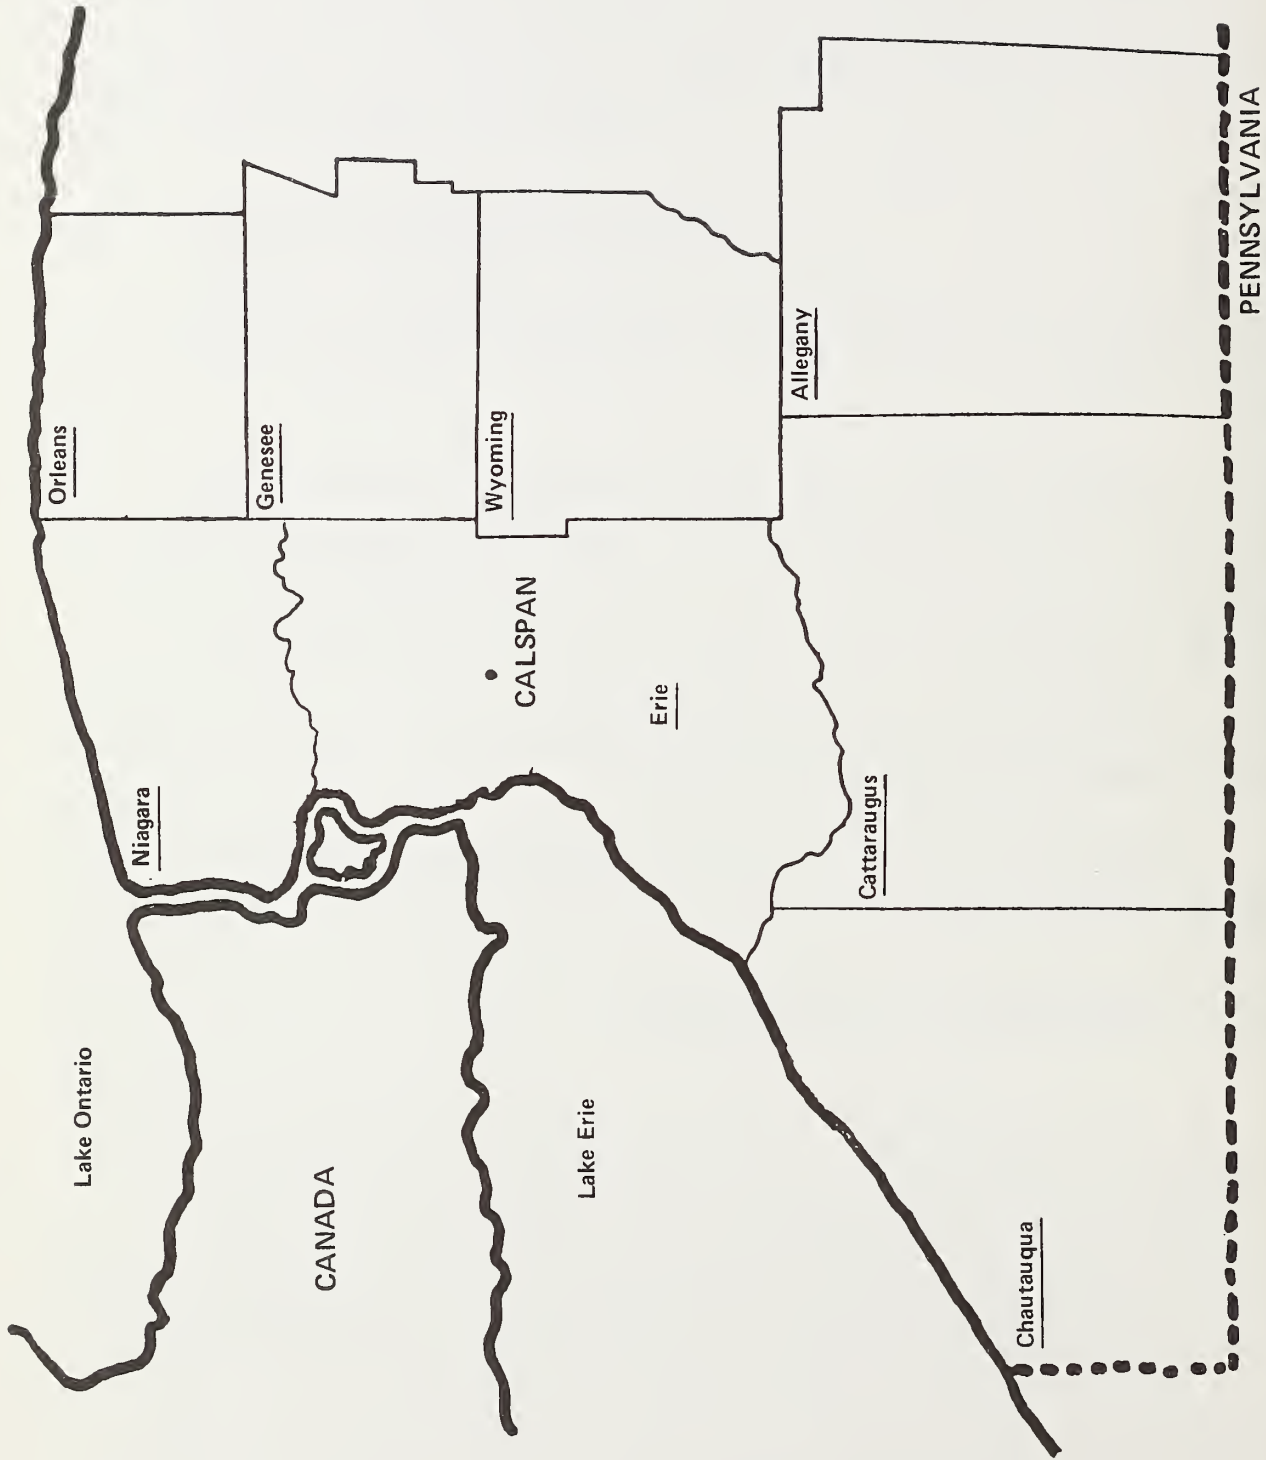 Lake Ontario
Niagara
Orleans
CANADA
Genesee
CALSPAN
Wyoming
Lake Erie
Erie
Cattaraugus
Allegany
Chautauqua
PENNSYLVANIA